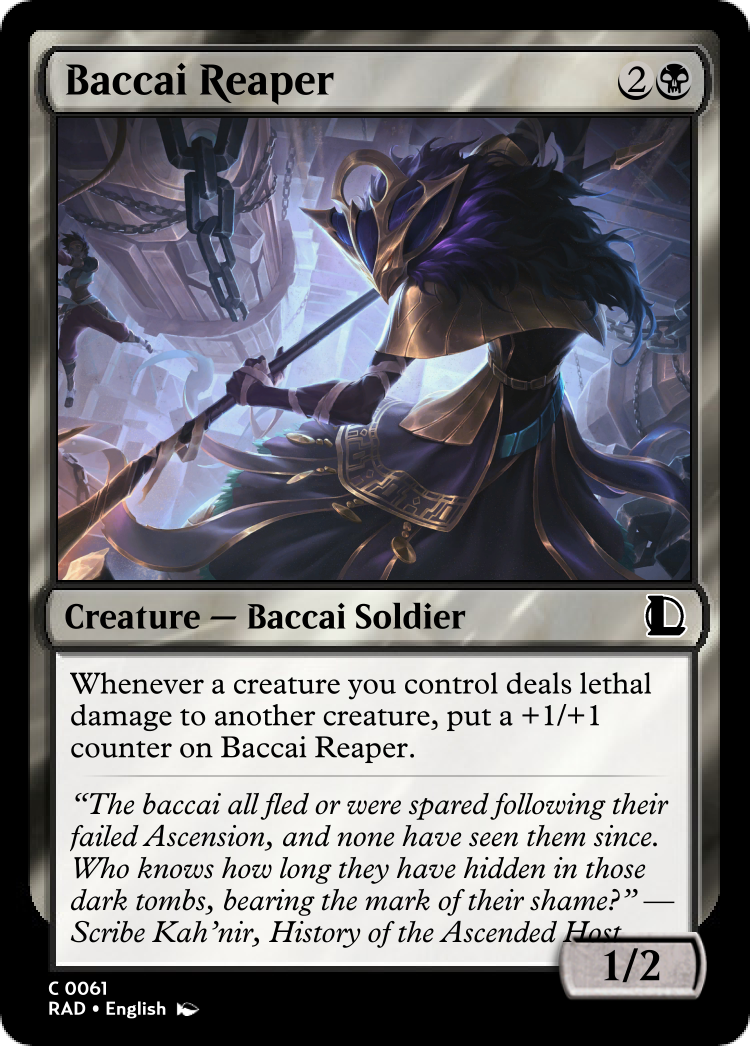 Baccai Reaper
2
Creature — Baccai Soldier
Whenever a creature you control deals lethal
damage to another creature, put a +1/+1
counter on Baccai Reaper.
“The baccai all fled or were spared following their
failed Ascension, and none have seen them since.
Who knows how long they have hidden in those
dark tombs, bearing the mark of their shame?” —
Scribe Kah’nir, History of the Ascended Host
1/2
C 0061
RAD • English